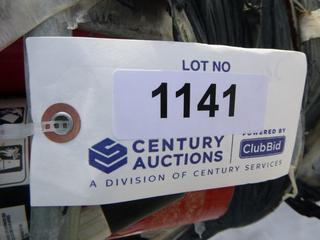 LOT NO
1141
CENTURY AUCTIONS
POWERED BY
ClubBid
A DIVISION OF CENTURY SERVICES